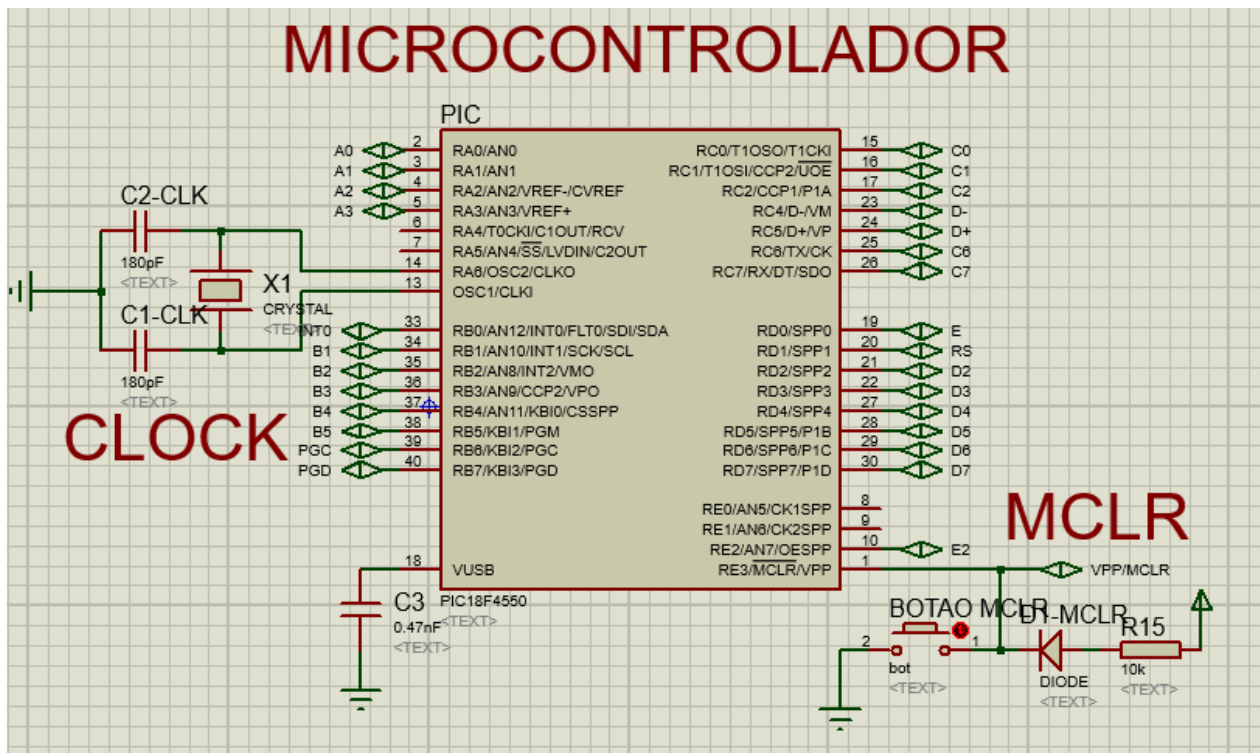 MICROCONTROLADOR
PIC
A0 2 RA0/AN0 RC0/T1OSO/T1CKI 15 C0
A1 3 RA1/AN1 RC1/T1OSI/CCP2/UOE 16 C1
A2 4 RA2/AN2/VREF-/CVREF RC2/CCP1/P1A 17 C2
A3 5 RA3/AN3/VREF+ RC4/D-/VM 23 D-
6 RA4/T0CKI/C1OUT/RCV RC5/D+/VP 24 D+
7 RA5/AN4/SS/LVDIN/C2OUT RC6/TX/CK 25 C6
14 RA6/OSC2/CLKO RC7/RX/DT/SDO 26 C7
13 OSC1/CLKI
C2-CLK
180pF
<TEXT>
X1
CRYSTAL
<TEXT>
C1-CLK
180pF
<TEXT>
CLOCK
INT0 33 RB0/AN12/INT0/FLT0/SDI/SDA RD0/SPP0 19 E
B1 34 RB1/AN10/INT1/SCK/SCL RD1/SPP1 20 RS
B2 35 RB2/AN8/INT2/VMO RD2/SPP2 21 D2
B3 36 RB3/AN9/CCP2/VPO RD3/SPP3 22 D3
B4 37 RB4/AN11/KBI0/CSSPP RD4/SPP4 27 D4
B5 38 RB5/KBI1/PGM RD5/SPP5/P1B 28 D5
PGC 39 RB6/KBI2/PGC RD6/SPP6/P1C 29 D6
PGD 40 RB7/KBI3/PGD RD7/SPP7/P1D 30 D7
RE0/AN5/CK1SPP 8
RE1/AN6/CK2SPP 9
RE2/AN7/OESPP 10 E2
18 VUSB RE3/MCLR/VPP 1 VPP/MCLR
PIC18F4550
<TEXT>
C3
0.47nF
<TEXT>
MCLR
BOTAO MCLR
2 1
bot
<TEXT>
D1-MCLR
DIODE
<TEXT>
R15
10k
<TEXT>